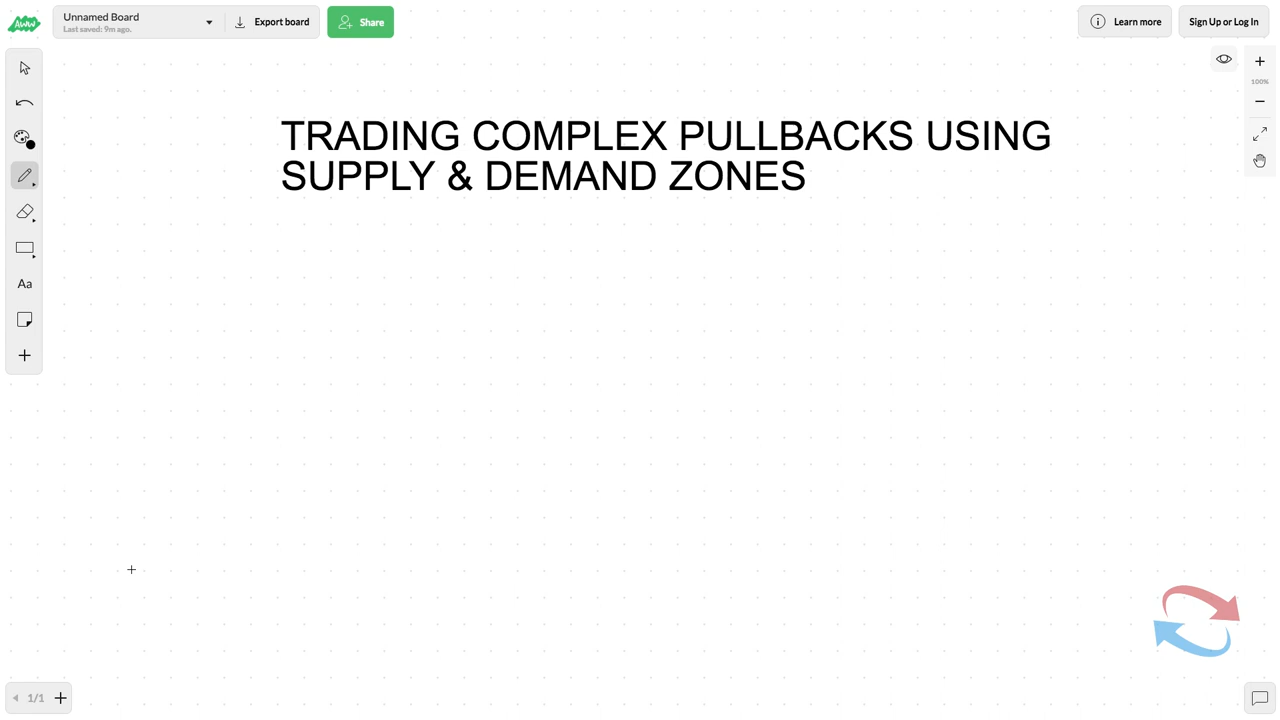 AWW
Unnamed Board
Last saved: 9m ago.
Export board
Share
Learn more
Sign Up or Log In
100%
TRADING COMPLEX PULLBACKS USING
SUPPLY & DEMAND ZONES
Aa
1/1